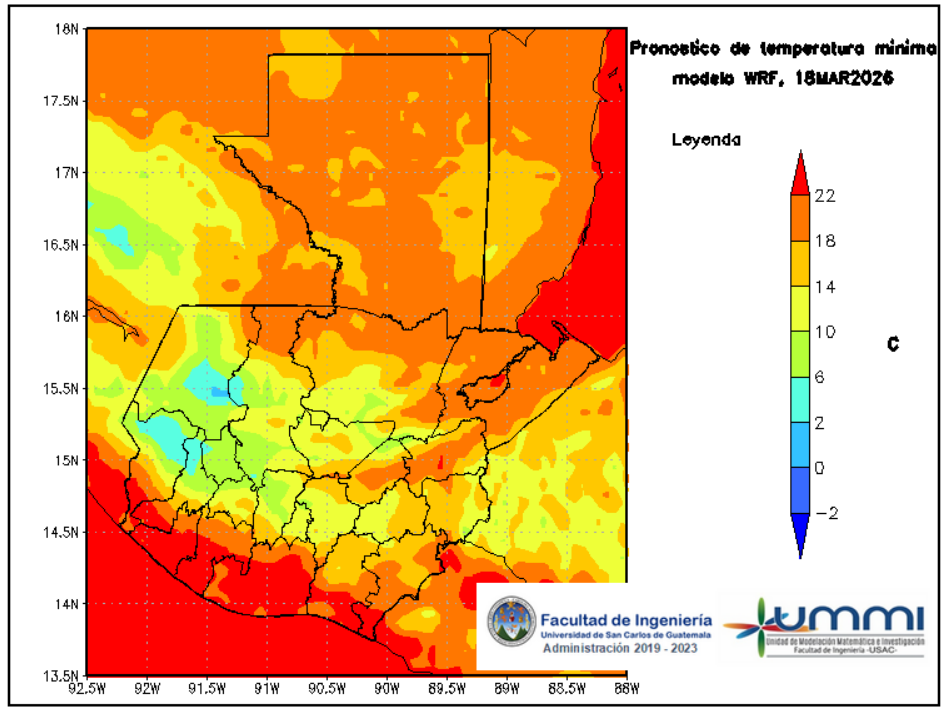 Pronostico de temperatura minima
modelo WRF, 18MAR2026
Leyenda
22
18
14
10
6
2
0
-2
C
18N
17.5N
17N
16.5N
16N
15.5N
15N
14.5N
14N
13.5N
92.5W
92W
91.5W
91W
90.5W
90W
89.5W
89W
88.5W
88W
Facultad de Ingeniería
Universidad de San Carlos de Guatemala
Administración 2019 - 2023
UMMI
Unidad de Modelación Matemática e Investigación
Facultad de Ingeniería -USAC-